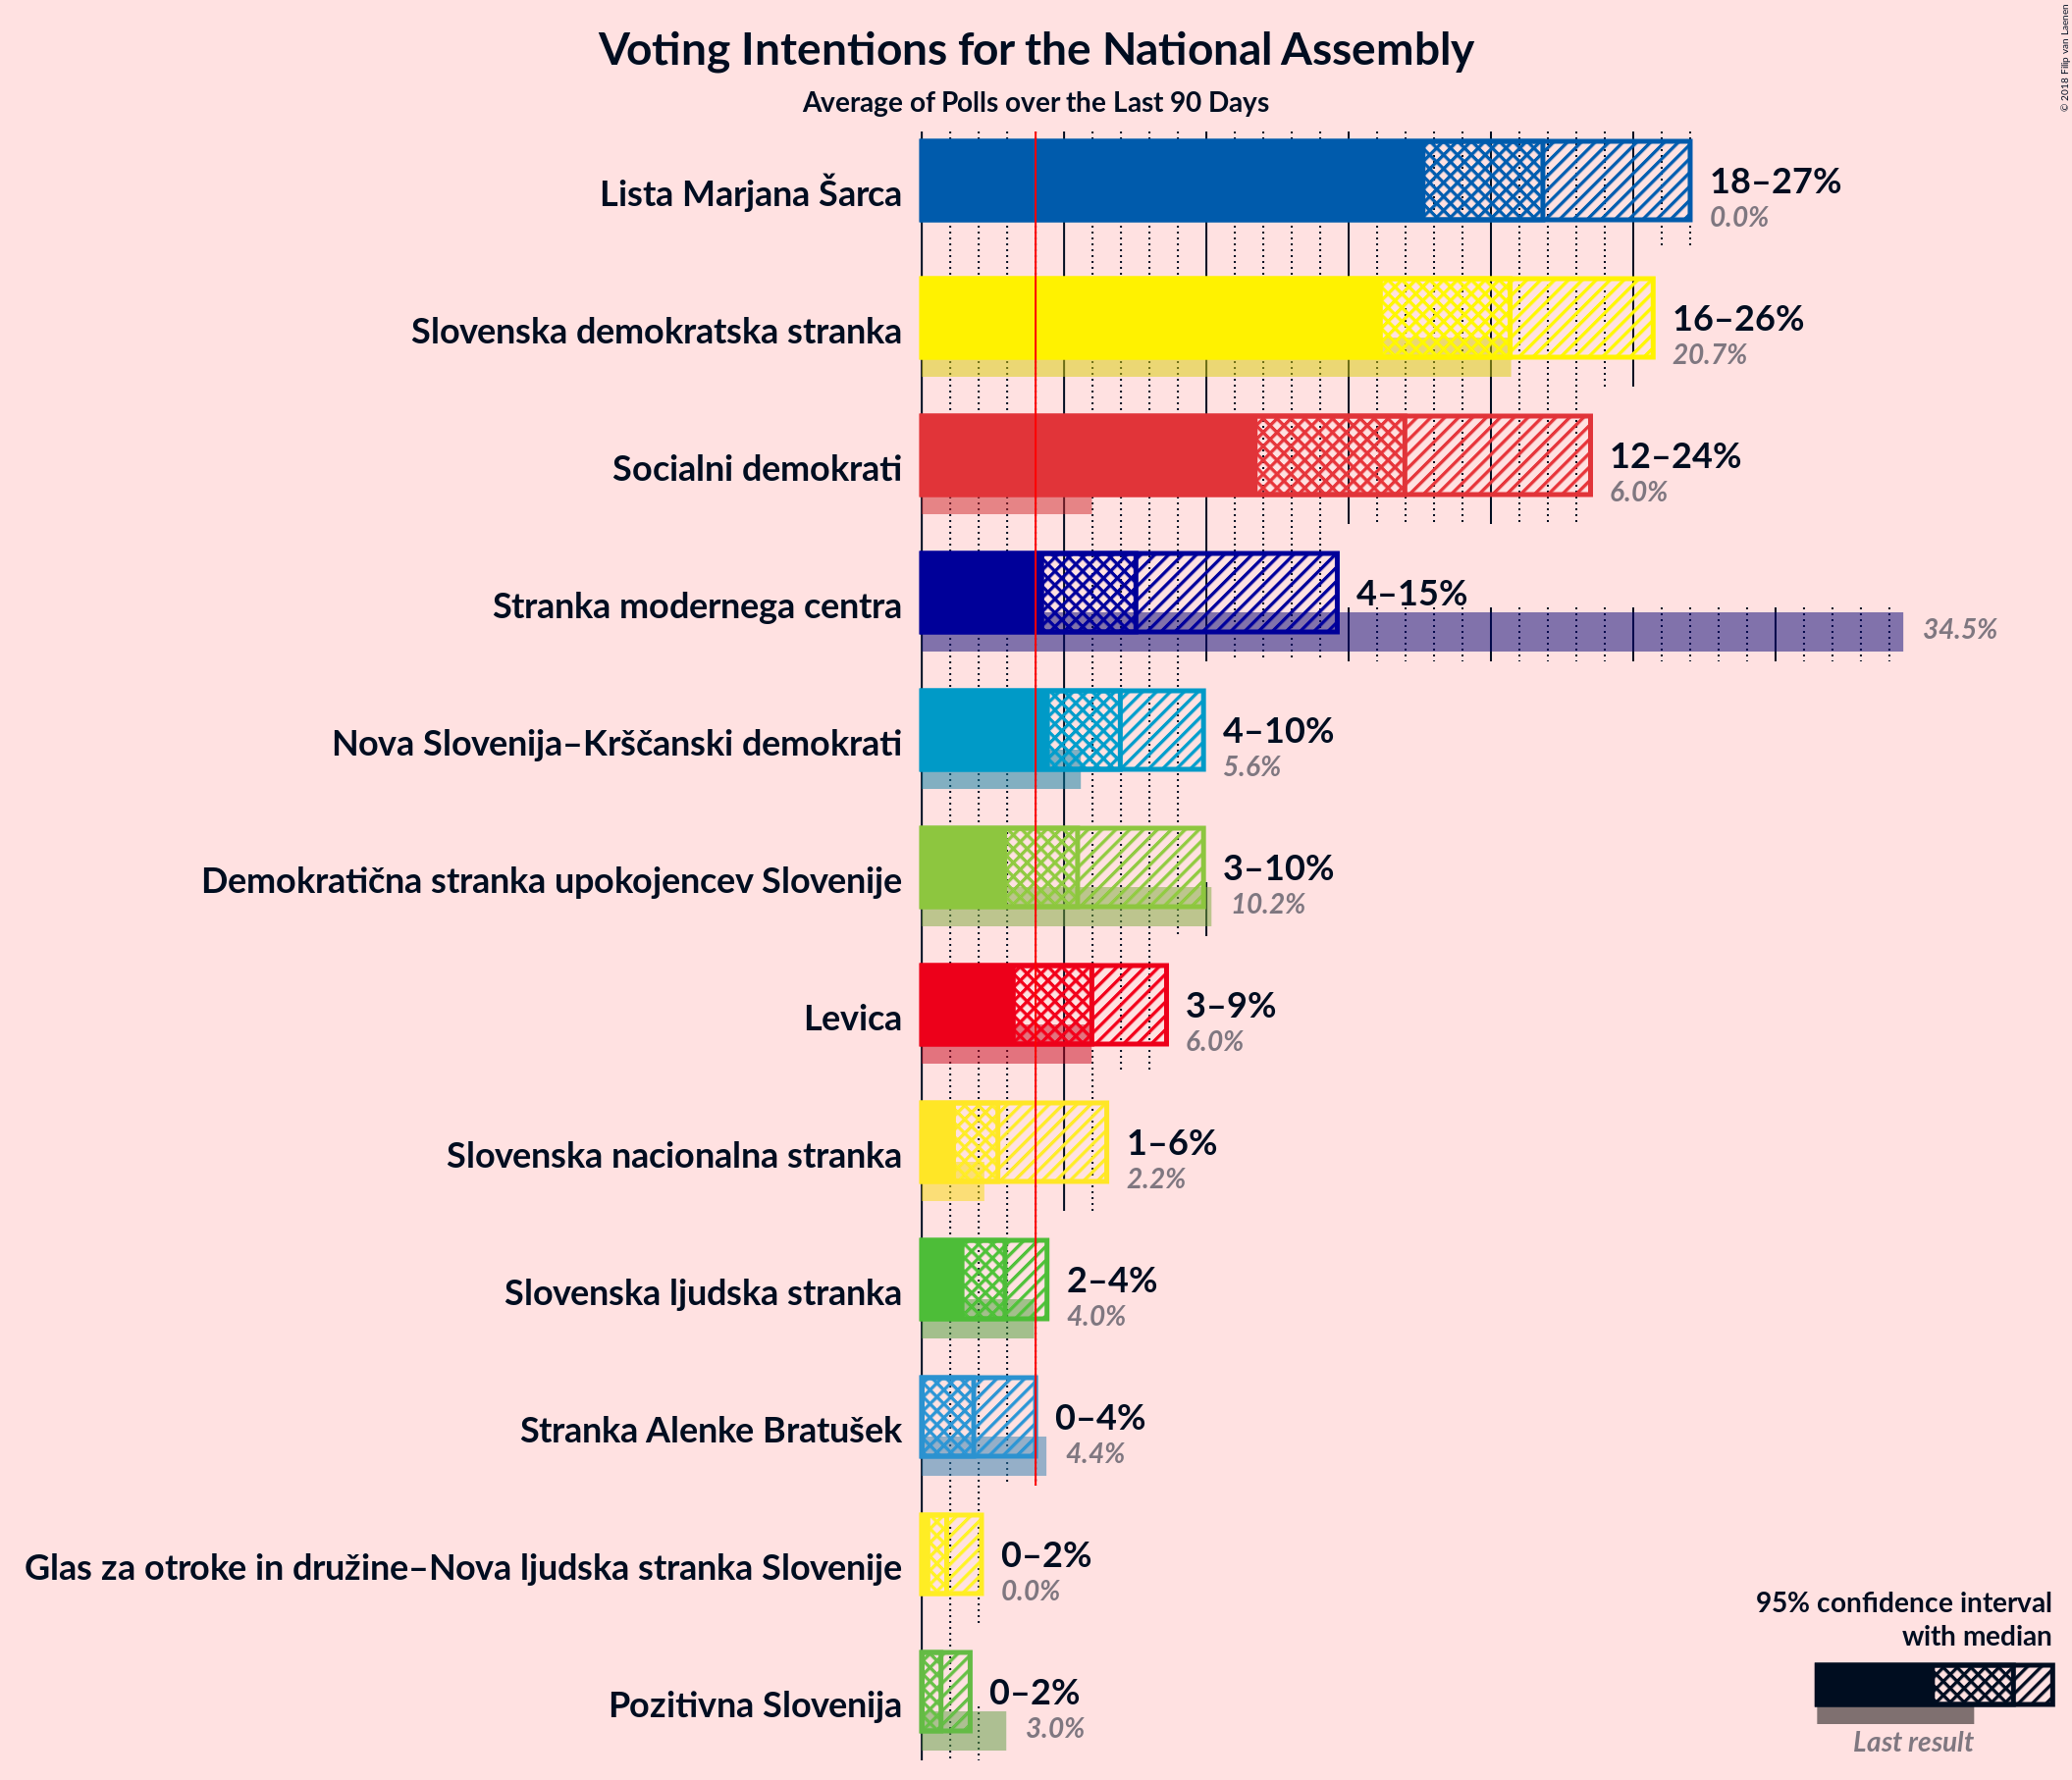 Voting Intentions for the National Assembly
Average of Polls over the Last 90 Days
© 2018 Filip van Laenen
Lista Marjana Šarca
18–27%
0.0%
Slovenska demokratska stranka
16–26%
20.7%
Socialni demokrati
12–24%
6.0%
Stranka modernega centra
4–15%
34.5%
Nova Slovenija–Krščanski demokrati
4–10%
5.6%
Demokratična stranka upokojencev Slovenije
3–10%
10.2%
Levica
3–9%
6.0%
Slovenska nacionalna stranka
1–6%
2.2%
Slovenska ljudska stranka
2–4%
4.0%
Stranka Alenke Bratušek
0–4%
4.4%
Glas za otroke in družine–Nova ljudska stranka Slovenije
0–2%
0.0%
Pozitivna Slovenija
0–2%
3.0%
95% confidence interval
with median
Last result